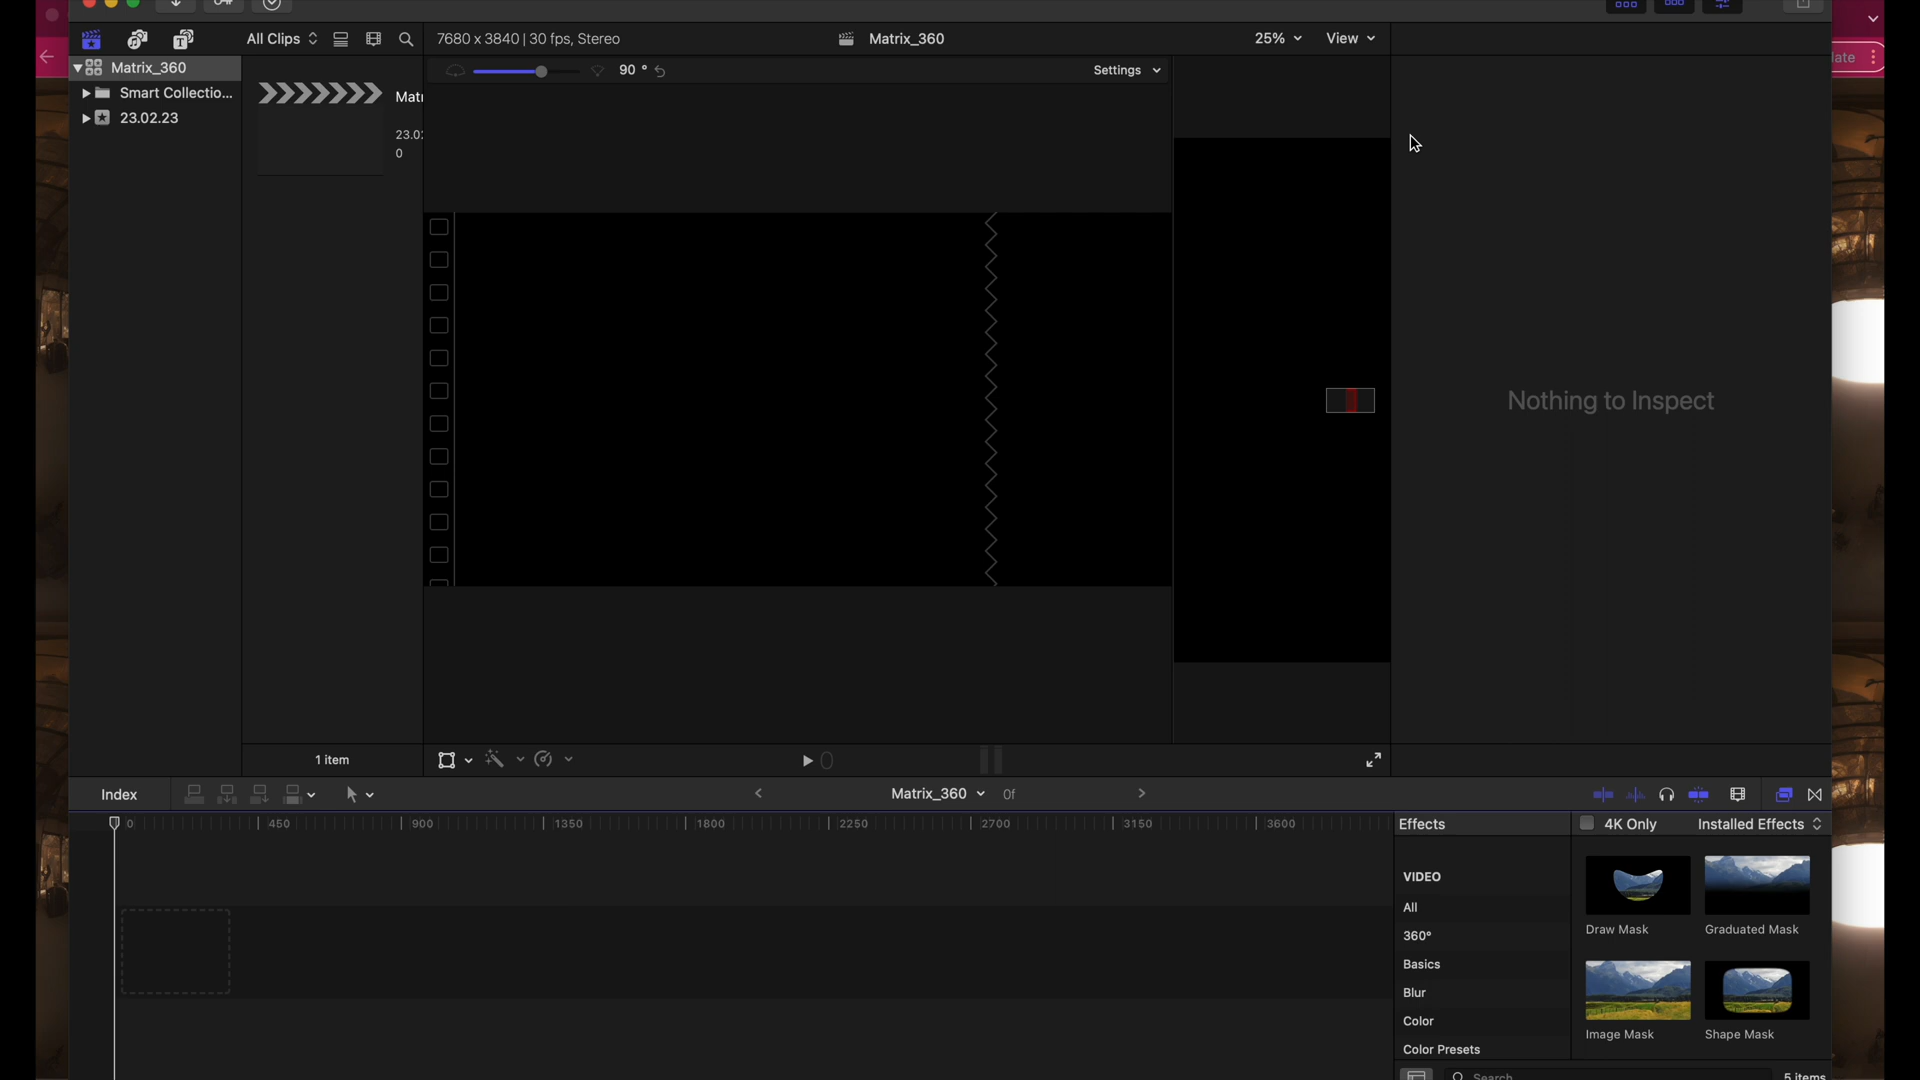 All Clips
7680 x 3840 | 30 fps, Stereo
Matrix_360
25%
View
Matrix_360
90 °
Settings
Smart Collectio...
23.02.23
Matr
23.02
0
Nothing to Inspect
1 item
0
Index
Matrix_360
0f
0
450
900
1350
1800
2250
2700
3150
3600
Effects
4K Only
Installed Effects
VIDEO
All
360°
Basics
Blur
Color
Color Presets
Draw Mask
Graduated Mask
Image Mask
Shape Mask
Search
5 items